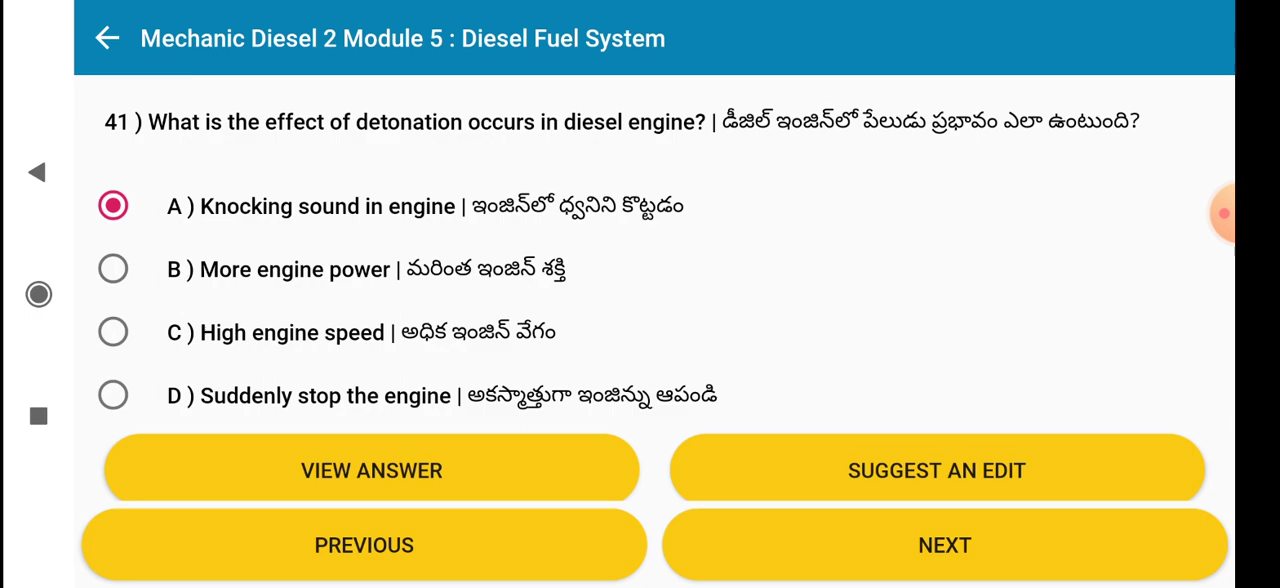 Mechanic Diesel 2 Module 5 : Diesel Fuel System
41 ) What is the effect of detonation occurs in diesel engine? | డీజిల్ ఇంజిన్‌లో పేలుడు ప్రభావం ఎలా ఉంటుంది?
A ) Knocking sound in engine | ఇంజిన్‌లో ధ్వనిని కొట్టడం
B ) More engine power | మరింత ఇంజిన్ శక్తి
C ) High engine speed | అధిక ఇంజిన్ వేగం
D ) Suddenly stop the engine | అకస్మాత్తుగా ఇంజిన్ను ఆపండి
VIEW ANSWER
SUGGEST AN EDIT
PREVIOUS
NEXT